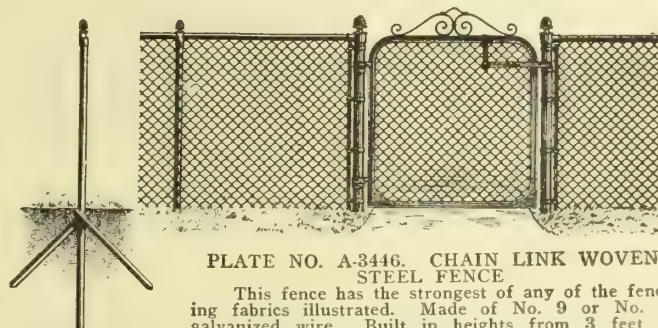 PLATE NO. A-3446. CHAIN LINK WOVEN
STEEL FENCE
This fence has the strongest of any of the fenc
ing fabrics illustrated. Made of No. 9 or No.
galvanized wire. Built in heights from 3 feet